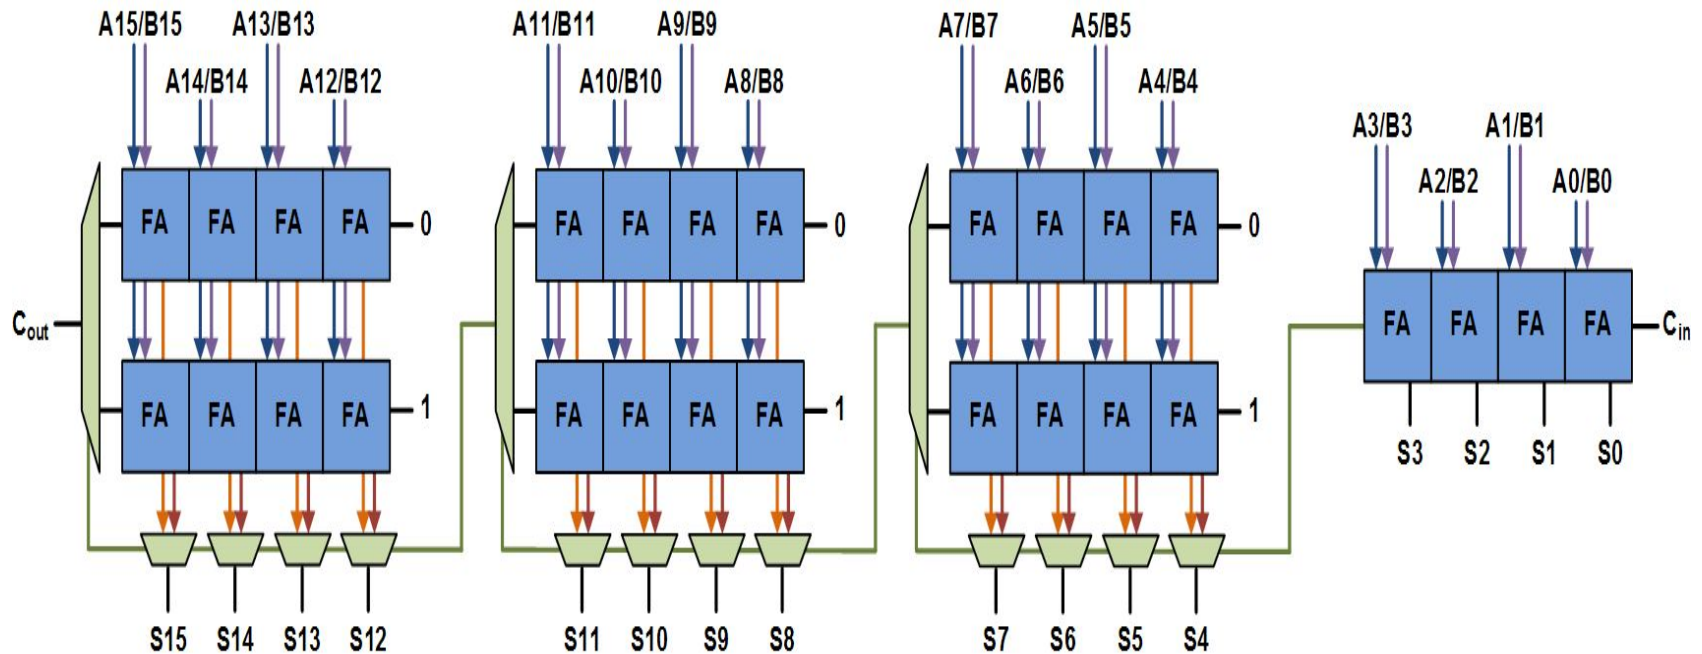 A15/B15 A13/B13 A11/B11 A9/B9 A7/B7 A5/B5
A14/B14 A12/B12 A10/B10 A8/B8 A6/B6 A4/B4
A3/B3 A1/B1
A2/B2 A0/B0
FA FA FA FA 0 FA FA FA FA 0 FA FA FA FA 0
Cout FA FA FA FA Cin
FA FA FA FA 1 FA FA FA FA 1 FA FA FA FA 1
S3 S2 S1 S0
S15 S14 S13 S12 S11 S10 S9 S8 S7 S6 S5 S4